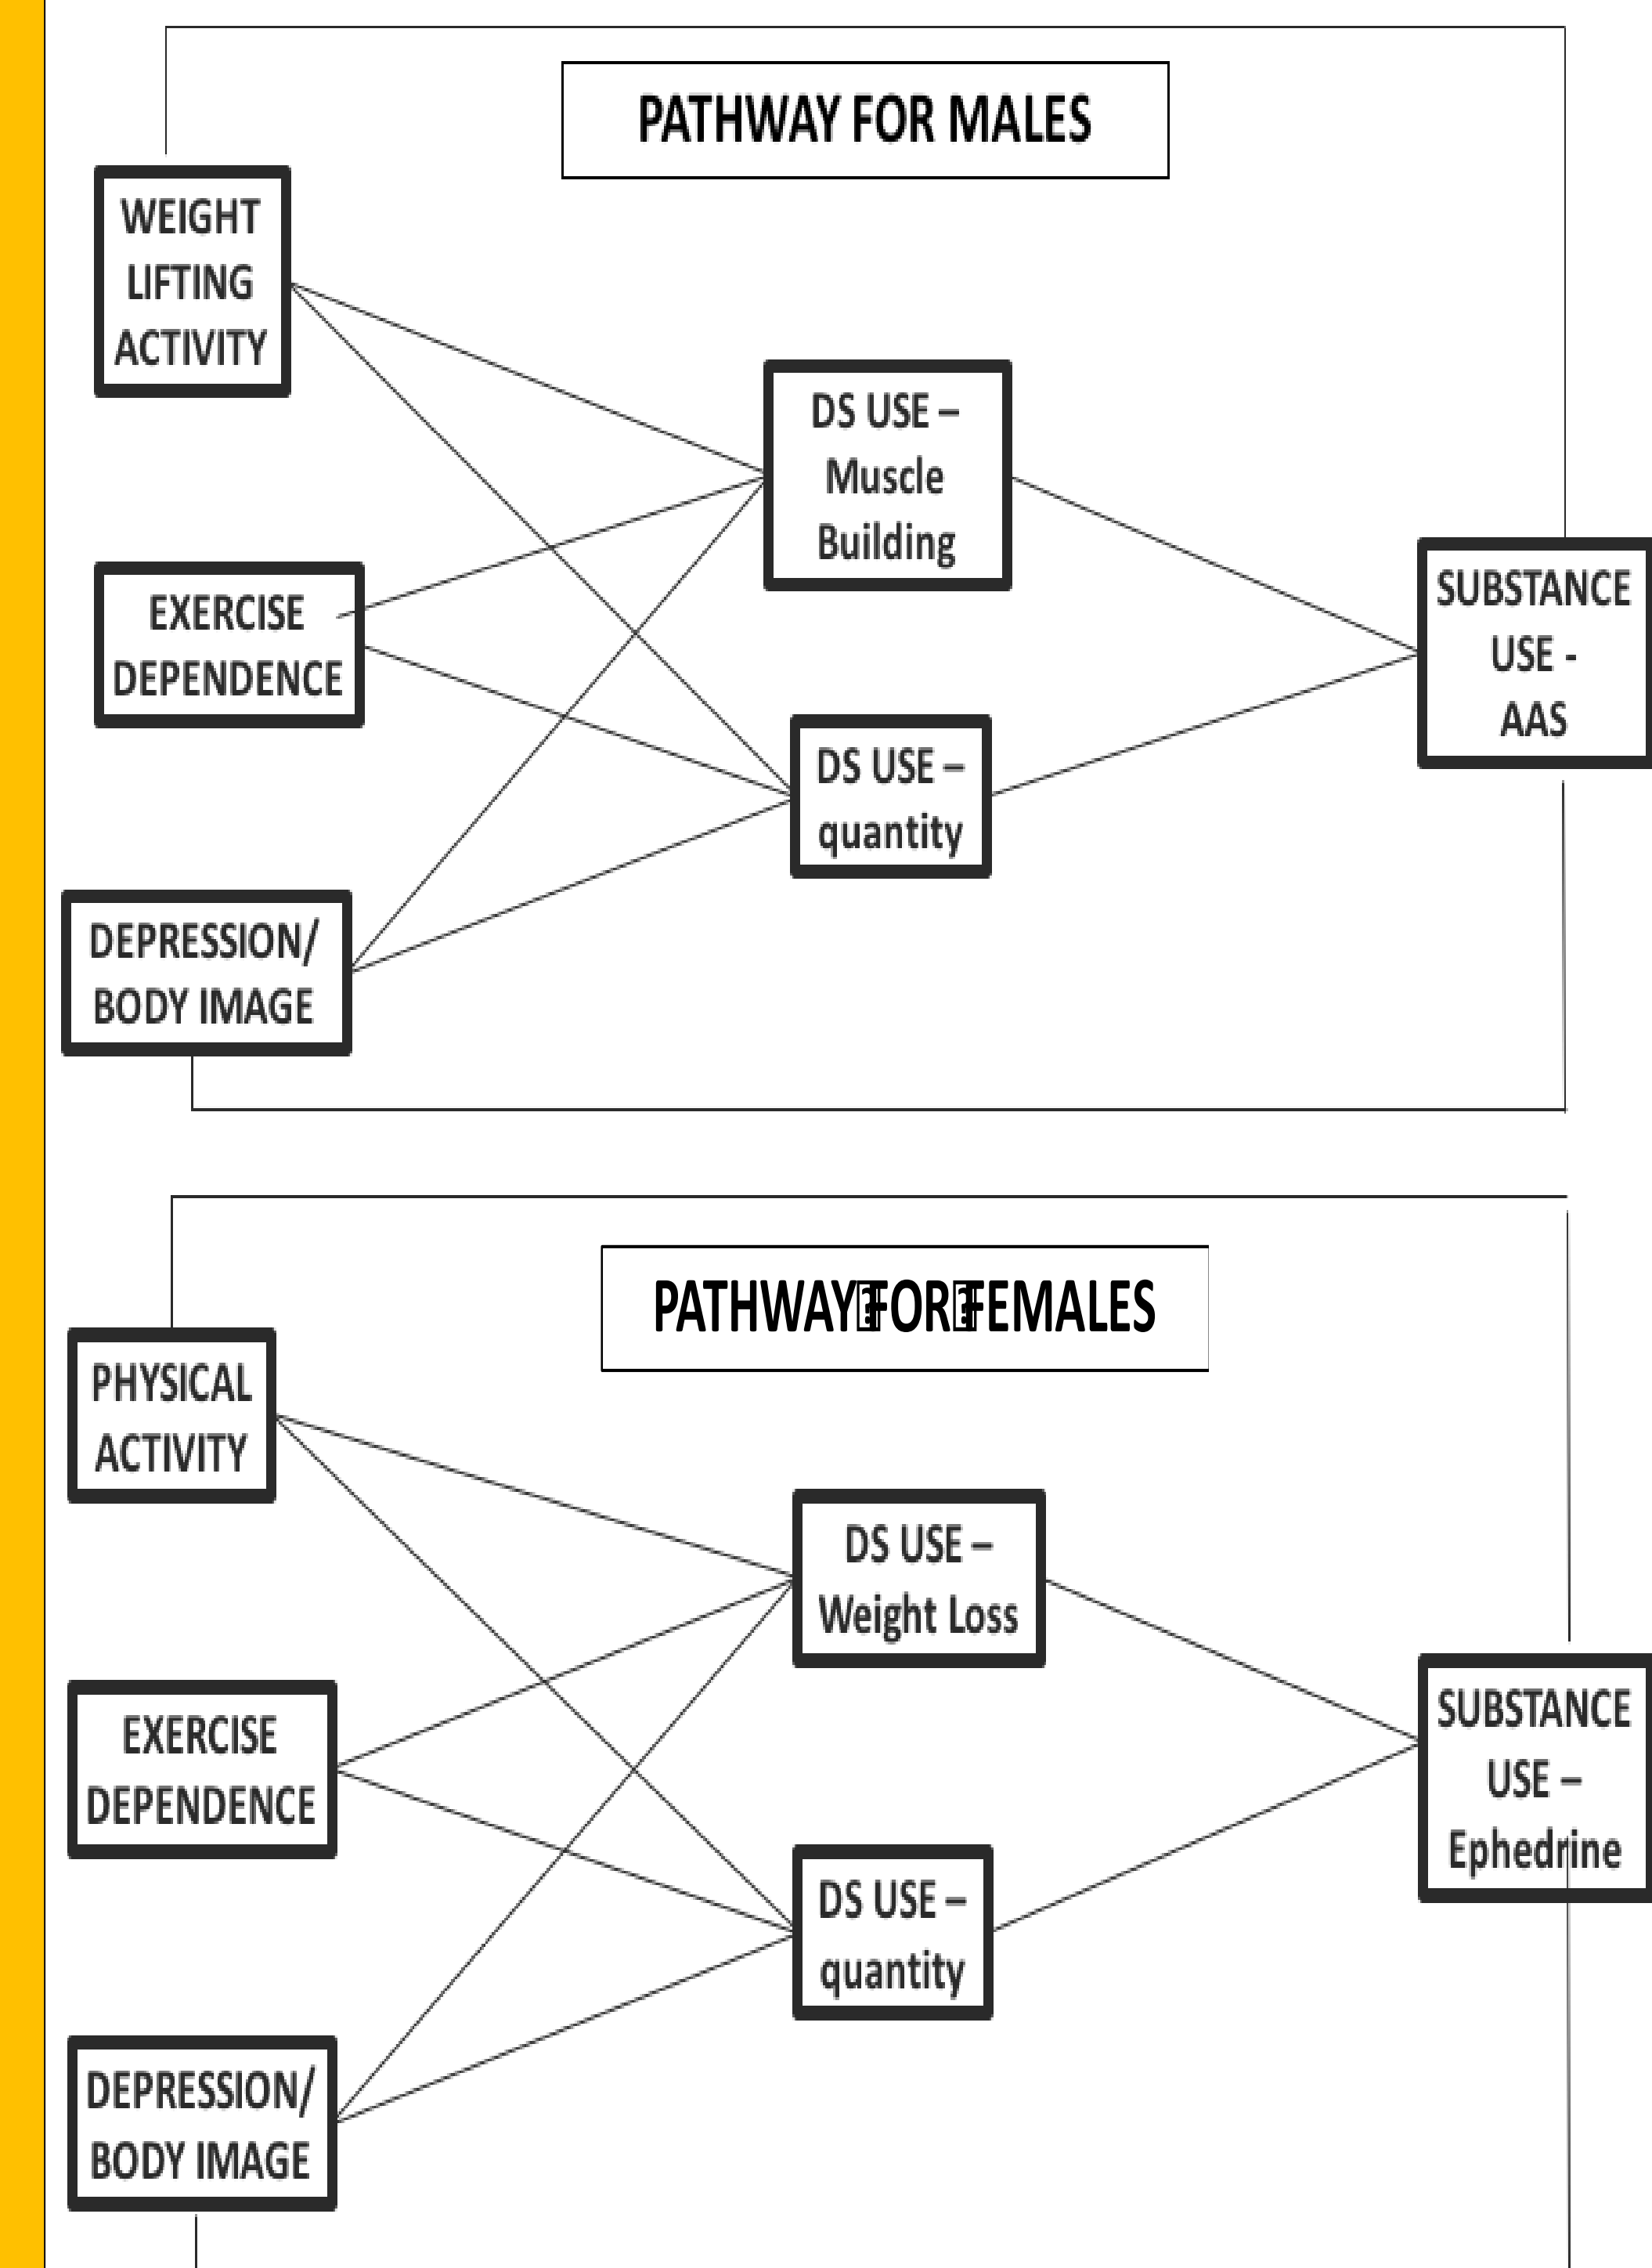 PATHWAY FOR MALES
WEIGHT
LIFTING
ACTIVITY
DS USE –
Muscle
Building
EXERCISE
DEPENDENCE
SUBSTANCE
USE -
AAS
DS USE –
quantity
DEPRESSION/
BODY IMAGE
PATHWAY FOR FEMALES
PHYSICAL
ACTIVITY
DS USE –
Weight Loss
EXERCISE
DEPENDENCE
SUBSTANCE
USE –
Ephedrine
DS USE –
quantity
DEPRESSION/
BODY IMAGE